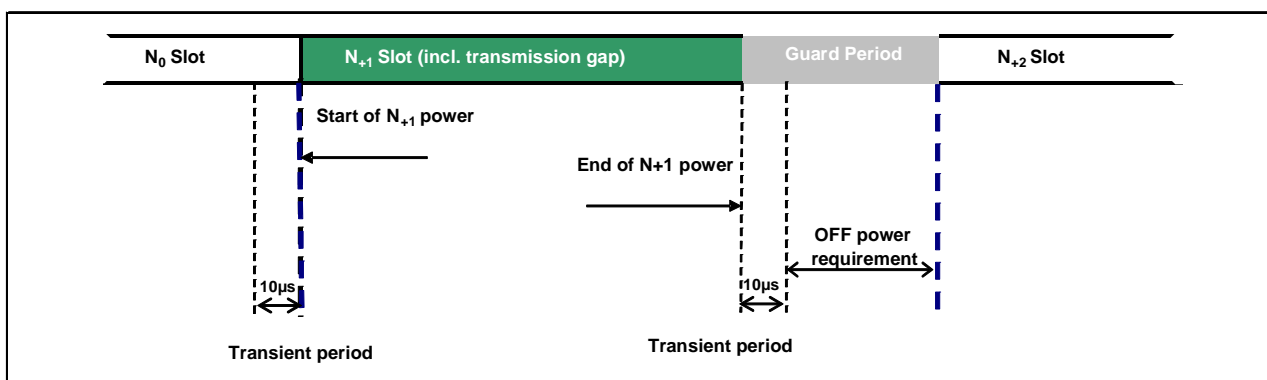 N0 Slot
N+1 Slot (incl. transmission gap)
Guard Period
N+2 Slot
Start of N+1 power
End of N+1 power
OFF power
requirement
10µs
10µs
Transient period
Transient period